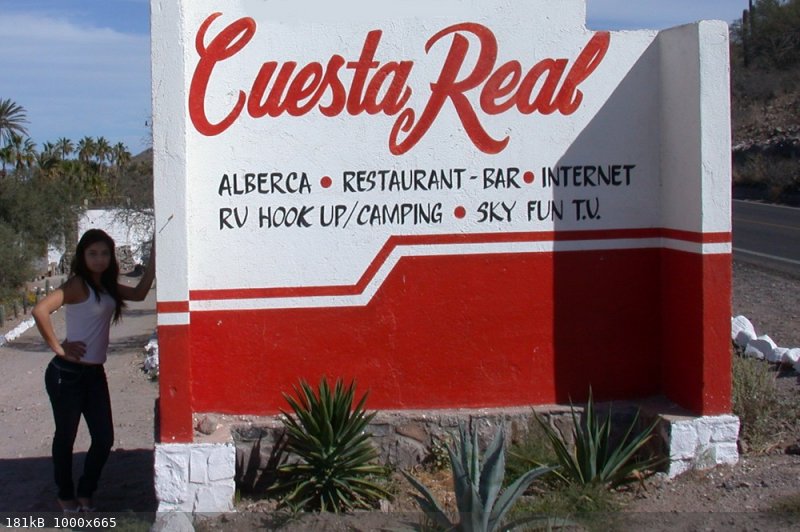 Cuesta Real
ALBERCA • RESTAURANT - BAR • INTERNET
RV HOOK UP/CAMPING • SKY FUN T.V.
181kB 1000x665